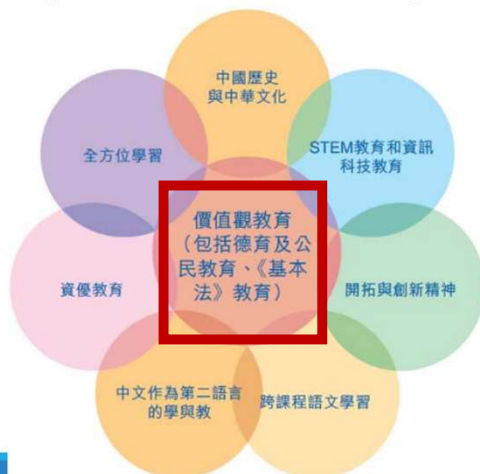 中國歷史
與中華文化
全方位學習
STEM教育和資訊
科技教育
價值觀教育
（包括德育及公
民教育、《基本
法》教育）
資優教育
開拓與創新精神
中文作為第二語言
的學與教
跨課程語文學習